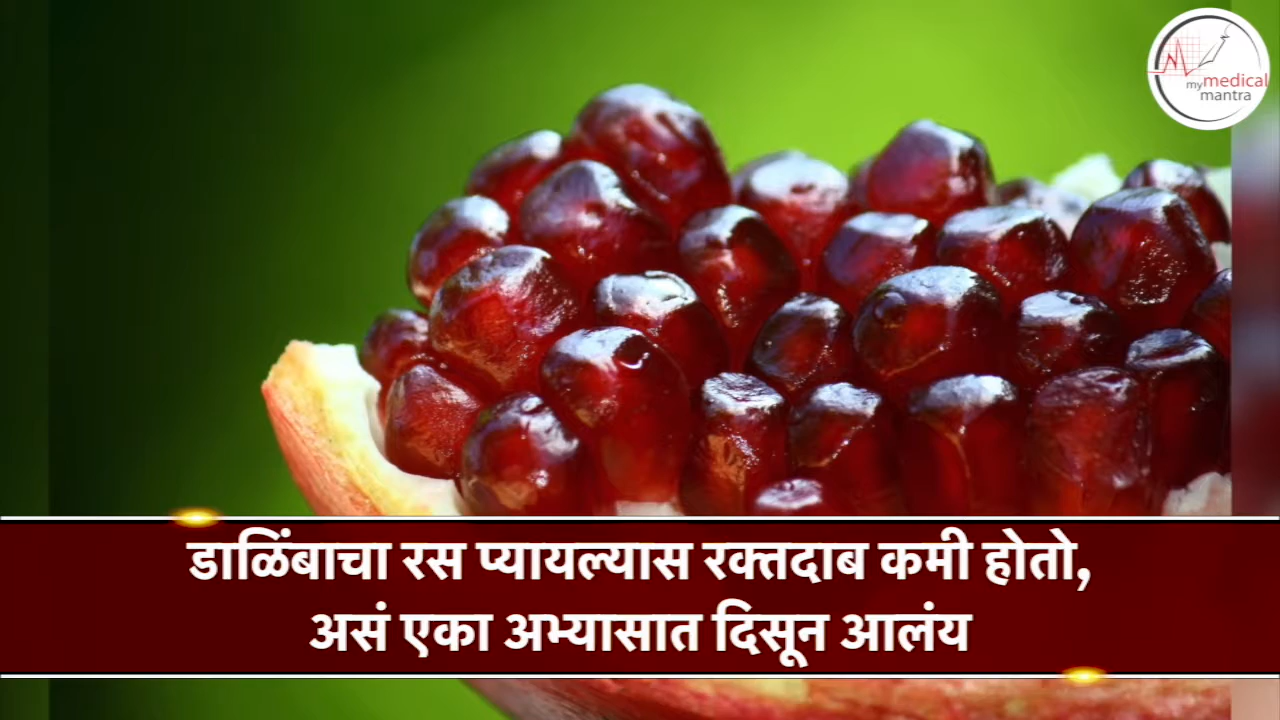 my medical
mantra
डाळिंबाचा रस प्यायल्यास रक्तदाब कमी होतो,
असं एका अभ्यासात दिसून आलंय